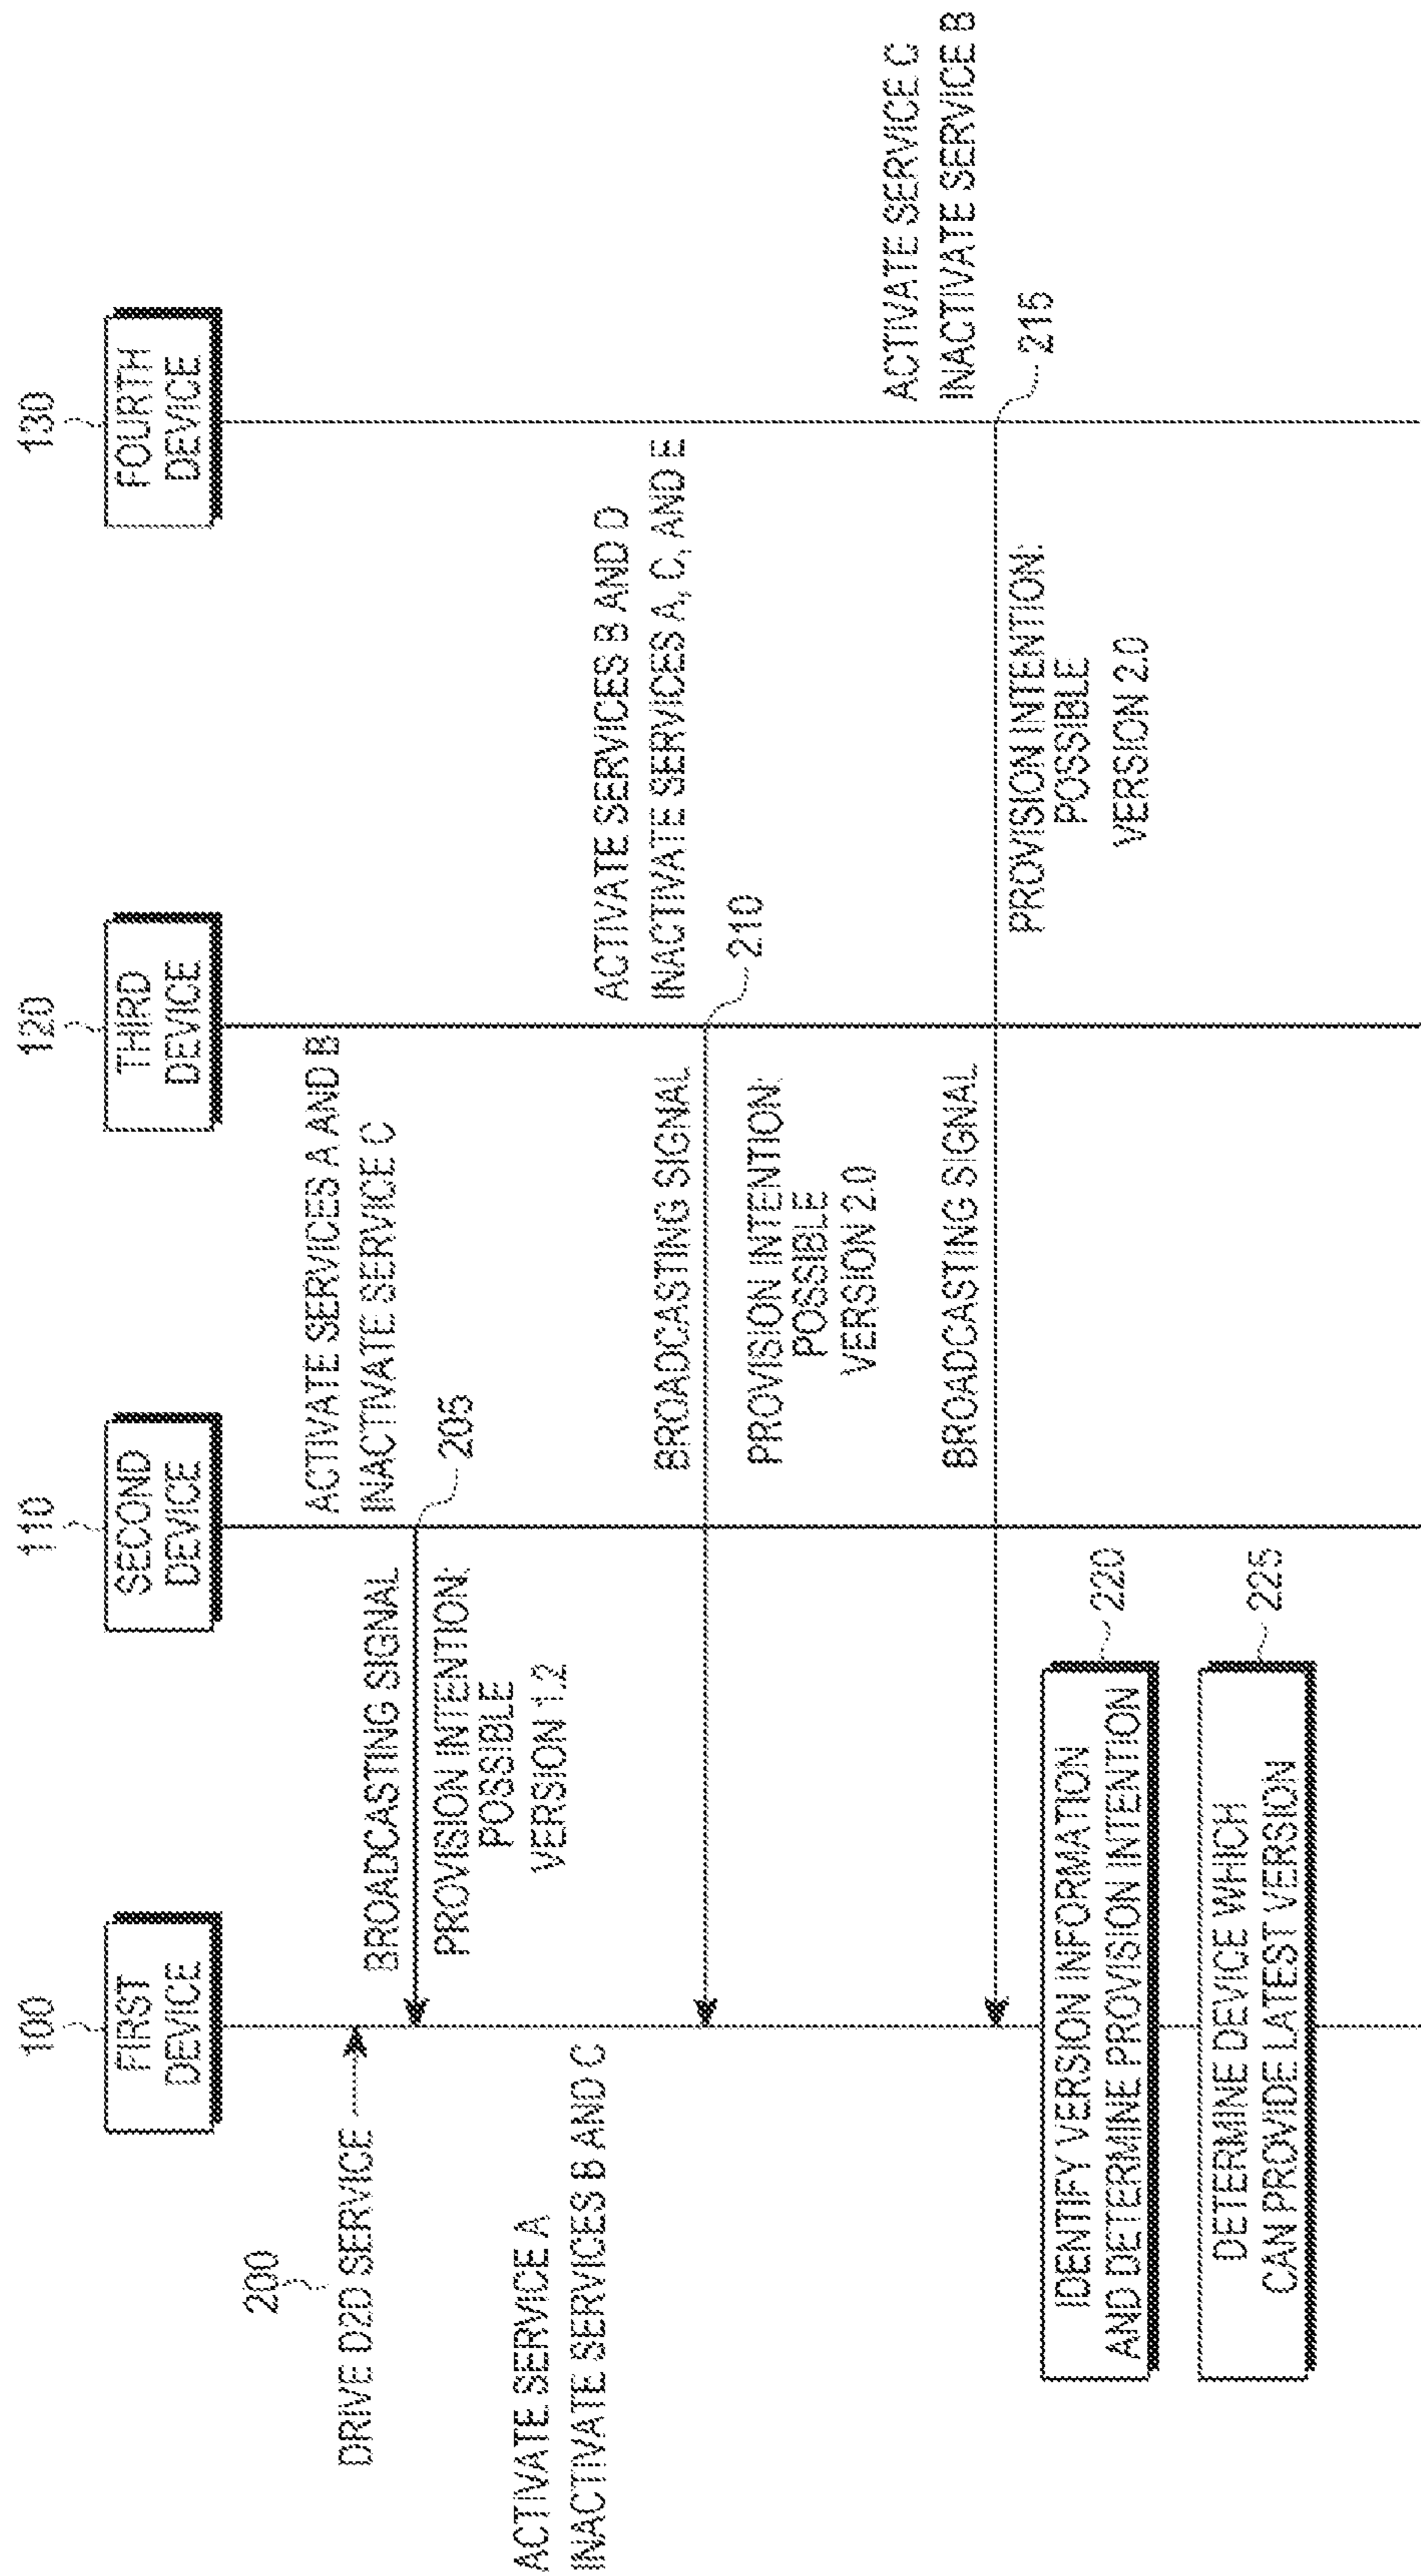 100
FIRST
DEVICE
110
SECOND
DEVICE
120
THIRD
DEVICE
130
FOURTH
DEVICE
200
DRIVE D2D SERVICE
ACTIVATE SERVICE A
INACTIVATE SERVICES B AND C
ACTIVATE SERVICES A AND B
INACTIVATE SERVICE C
BROADCASTING SIGNAL
205
PROVISION INTENTION:
POSSIBLE
VERSION 1.2
ACTIVATE SERVICES B AND D
INACTIVATE SERVICES A, C, AND E
BROADCASTING SIGNAL
210
PROVISION INTENTION:
POSSIBLE
VERSION 2.0
ACTIVATE SERVICE C
INACTIVATE SERVICE B
BROADCASTING SIGNAL
215
PROVISION INTENTION:
POSSIBLE
VERSION 2.0
IDENTIFY VERSION INFORMATION
AND DETERMINE PROVISION INTENTION
220
DETERMINE DEVICE WHICH
CAN PROVIDE LATEST VERSION
225